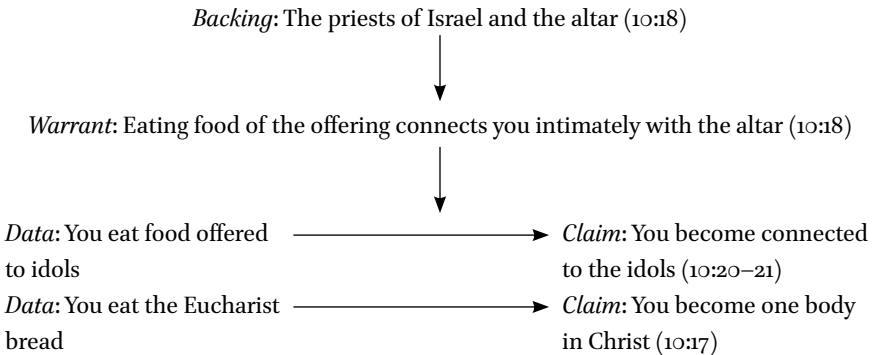 Backing: The priests of Israel and the altar (10:18)
Warrant: Eating food of the offering connects you intimately with the altar (10:18)
Data: You eat food offered
to idols
Claim: You become connected
to the idols (10:20–21)
Data: You eat the Eucharist
bread
Claim: You become one body
in Christ (10:17)